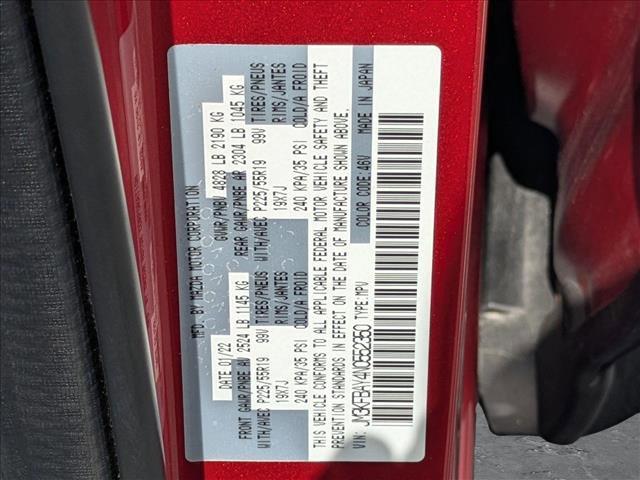 MFD. BY MAZDA MOTOR CORPORATION
DATE 01/22 GVWR/PNBV 4828 LB 2190 KG
FRONT GAWR/PNBE AV 2524 LB 1145 KG REAR GAWR/PNBE AR 2304 LB 1045 KG
WITH/AVEC P225/55R19 99V TIRES/PNEUS WITH/AVEC P225/55R19 99V TIRES/PNEUS
19X7J RIMS/JANTES 19X7J RIMS/JANTES
240 KPA/35 PSI COLD/A FROID 240 KPA/35 PSI COLD/A FROID
THIS VEHICLE CONFORMS TO ALL APPLICABLE FEDERAL MOTOR VEHICLE SAFETY AND THEFT
PREVENTION STANDARDS IN EFFECT ON THE DATE OF MANUFACTURE SHOWN ABOVE.
COLOR CODE:46V MADE IN JAPAN
VIN: JM3KFBAY4N0582350 TYPE:MPV